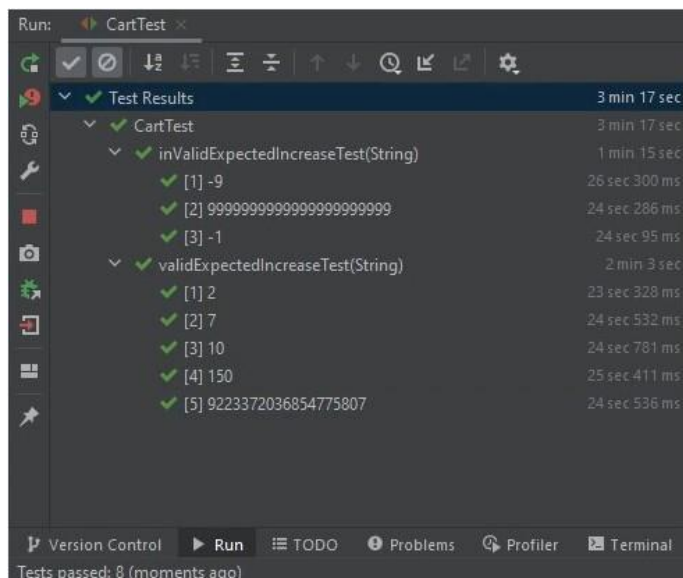 Run: CartTest
Test Results 3 min 17 sec
CartTest 3 min 17 sec
inValidExpectedIncreaseTest(String) 1 min 15 sec
[1] -9 26 sec 300 ms
[2] 9999999999999999999999 24 sec 286 ms
[3] -1 24 sec 95 ms
validExpectedIncreaseTest(String) 2 min 3 sec
[1] 2 23 sec 328 ms
[2] 7 24 sec 532 ms
[3] 10 24 sec 781 ms
[4] 150 25 sec 411 ms
[5] 9223372036854775807 24 sec 536 ms
Version Control Run TODO Problems Profiler Terminal
Tests passed: 8 (moments ago)